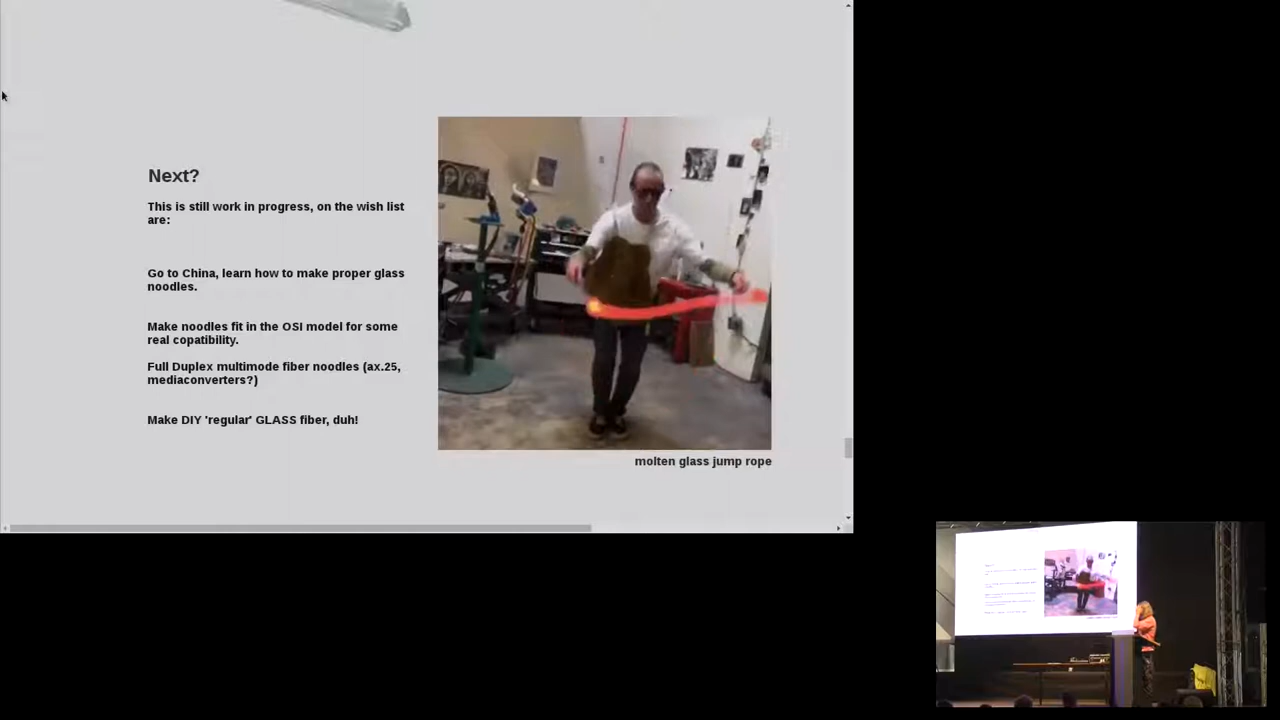 Next?
This is still work in progress, on the wish list
are:
Go to China, learn how to make proper glass
noodles.
Make noodles fit in the OSI model for some
real copatibility.
Full Duplex multimode fiber noodles (ax.25,
mediaconverters?)
Make DIY 'regular' GLASS fiber, duh!
molten glass jump rope